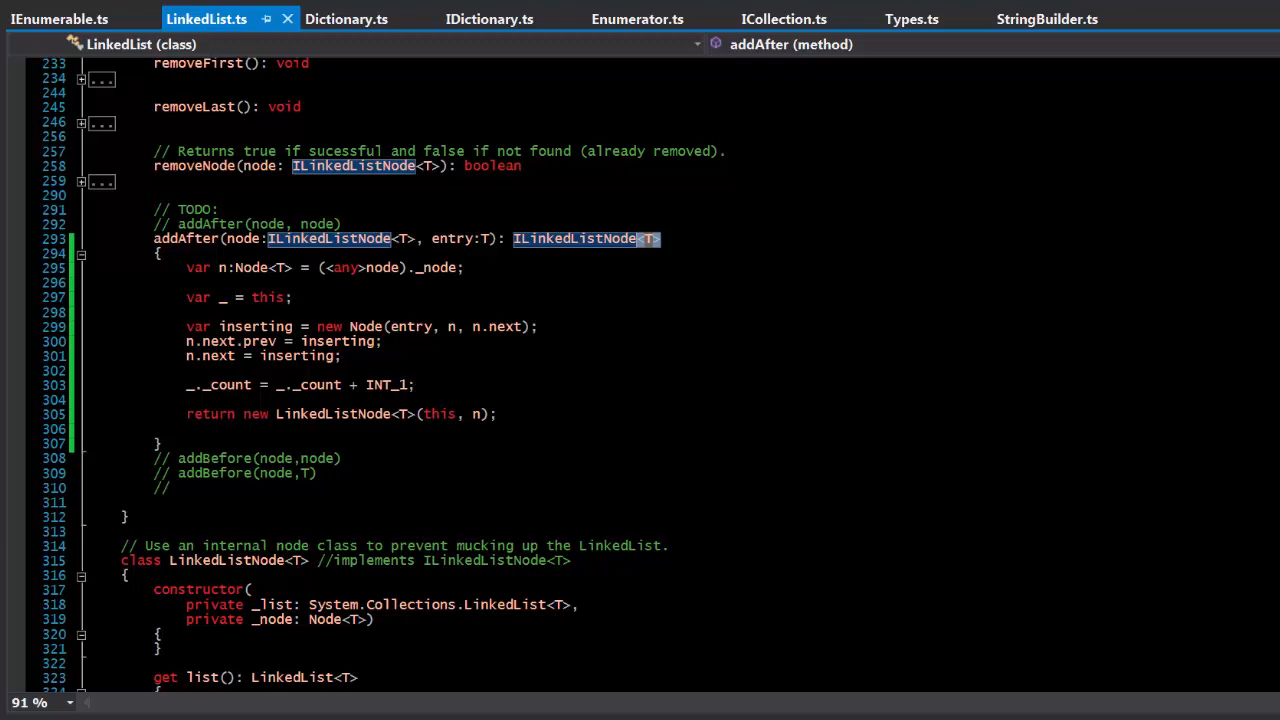 IEnumerable.ts LinkedList.ts Dictionary.ts IDictionary.ts Enumerator.ts ICollection.ts Types.ts StringBuilder.ts
LinkedList (class) addAfter (method)
233 removeFirst(): void
234 ...
244
245 removeLast(): void
246 ...
256
257 // Returns true if sucessful and false if not found (already removed).
258 removeNode(node: ILinkedListNode<T>): boolean
259 ...
290
291 // TODO:
292 // addAfter(node, node)
293 addAfter(node:ILinkedListNode<T>, entry:T): ILinkedListNode<T>
294 {
295 var n:Node<T> = (<any>node)._node;
296
297 var _ = this;
298
299 var inserting = new Node(entry, n, n.next);
300 n.next.prev = inserting;
301 n.next = inserting;
302
303 _._count = _._count + INT_1;
304
305 return new LinkedListNode<T>(this, n);
306
307 }
308 // addBefore(node,node)
309 // addBefore(node,T)
310 //
311
312 }
313
314 // Use an internal node class to prevent mucking up the LinkedList.
315 class LinkedListNode<T> //implements ILinkedListNode<T>
316 {
317 constructor(
318 private _list: System.Collections.LinkedList<T>,
319 private _node: Node<T>)
320 {
321 }
322
323 get list(): LinkedList<T>
324 {
91 %